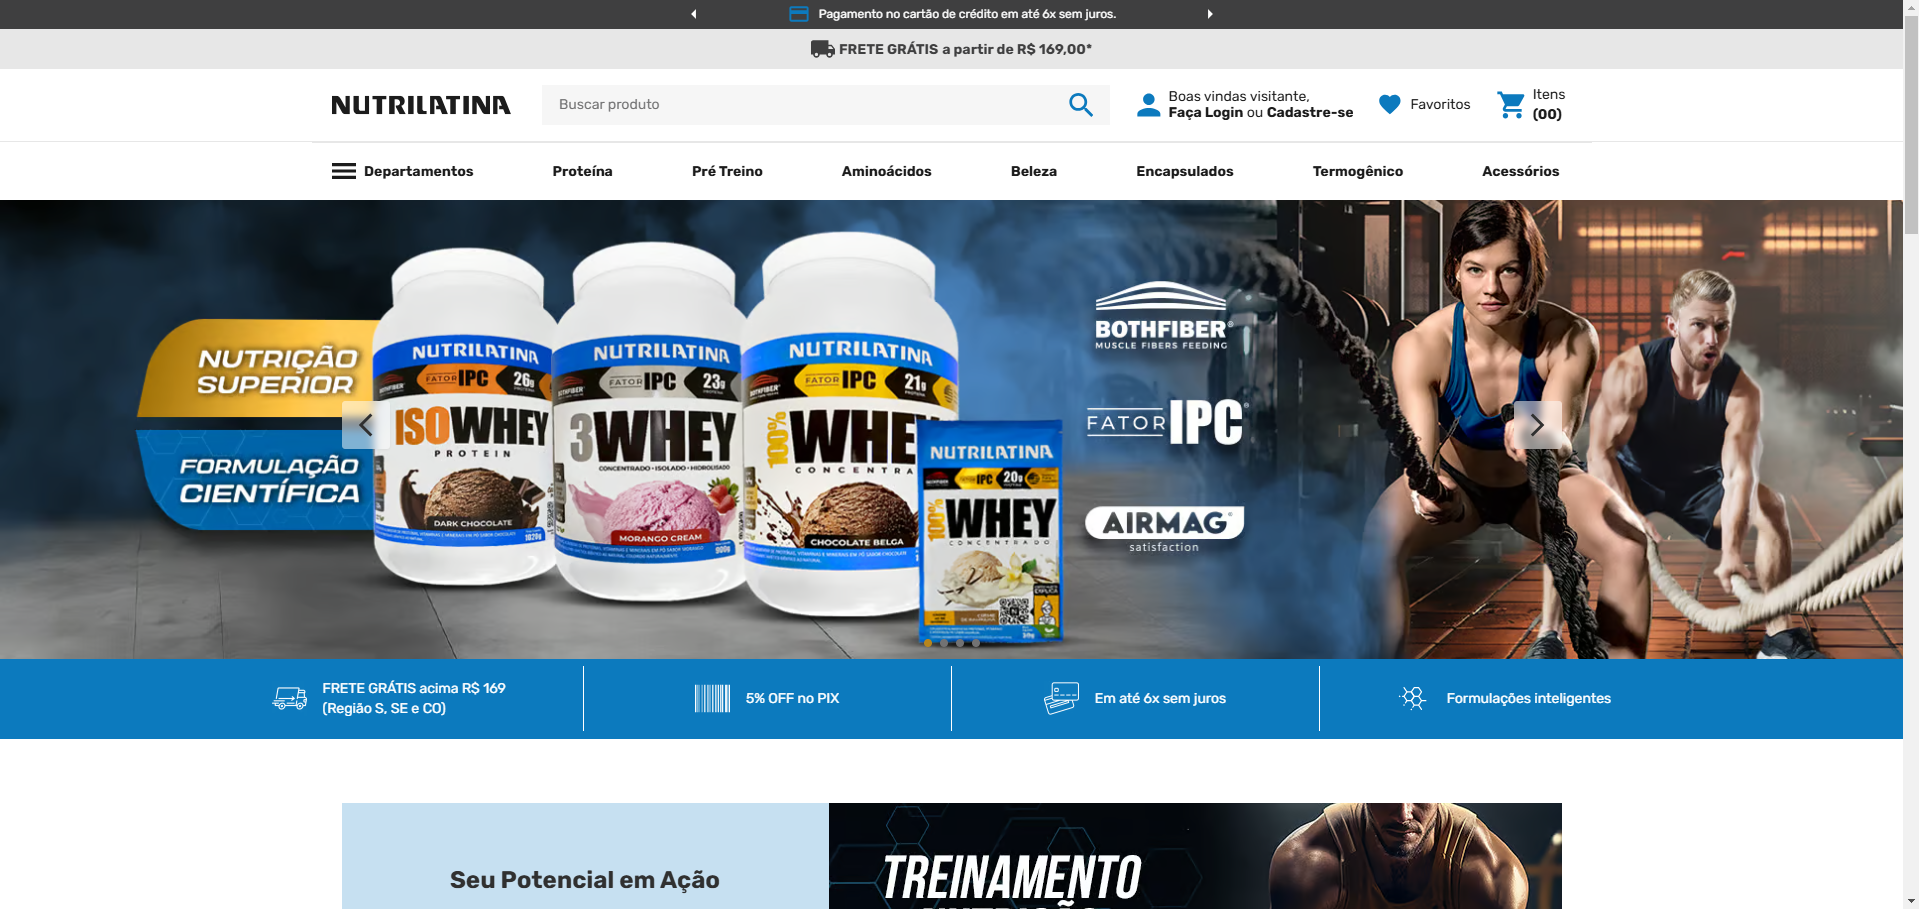 Pagamento no cartão de crédito em até 6x sem juros.
FRETE GRÁTIS a partir de R$ 169,00*
NUTRILATINA
Buscar produto
Boas vindas visitante,
Faça Login ou Cadastre-se
Favoritos
Itens
(00)
Departamentos
Proteína
Pré Treino
Aminoácidos
Beleza
Encapsulados
Termogênico
Acessórios
NUTRIÇÃO
SUPERIOR
FORMULAÇÃO
CIENTÍFICA
NUTRILATINA
FATOR IPC
26g
ISOWHEY
PROTEIN
DARK CHOCOLATE
1020g
NUTRILATINA
FATOR IPC
23g
3WHEY
CONCENTRADO • ISOLADO • HIDROLISADO
MORANGO CREAM
900g
NUTRILATINA
FATOR IPC
21g
100% WHE
CONCENTRA
CHOCOLATE BELGA
NUTRILATINA
IPC
20g
100% WHEY
CONCENTRADO
BOTHFIBER®
MUSCLE FIBERS FEEDING
FATOR IPC®
AIRMAG®
satisfaction
FRETE GRÁTIS acima R$ 169
(Região S, SE e CO)
5% OFF no PIX
Em até 6x sem juros
Formulações inteligentes
Seu Potencial em Ação
TREINAMENTO